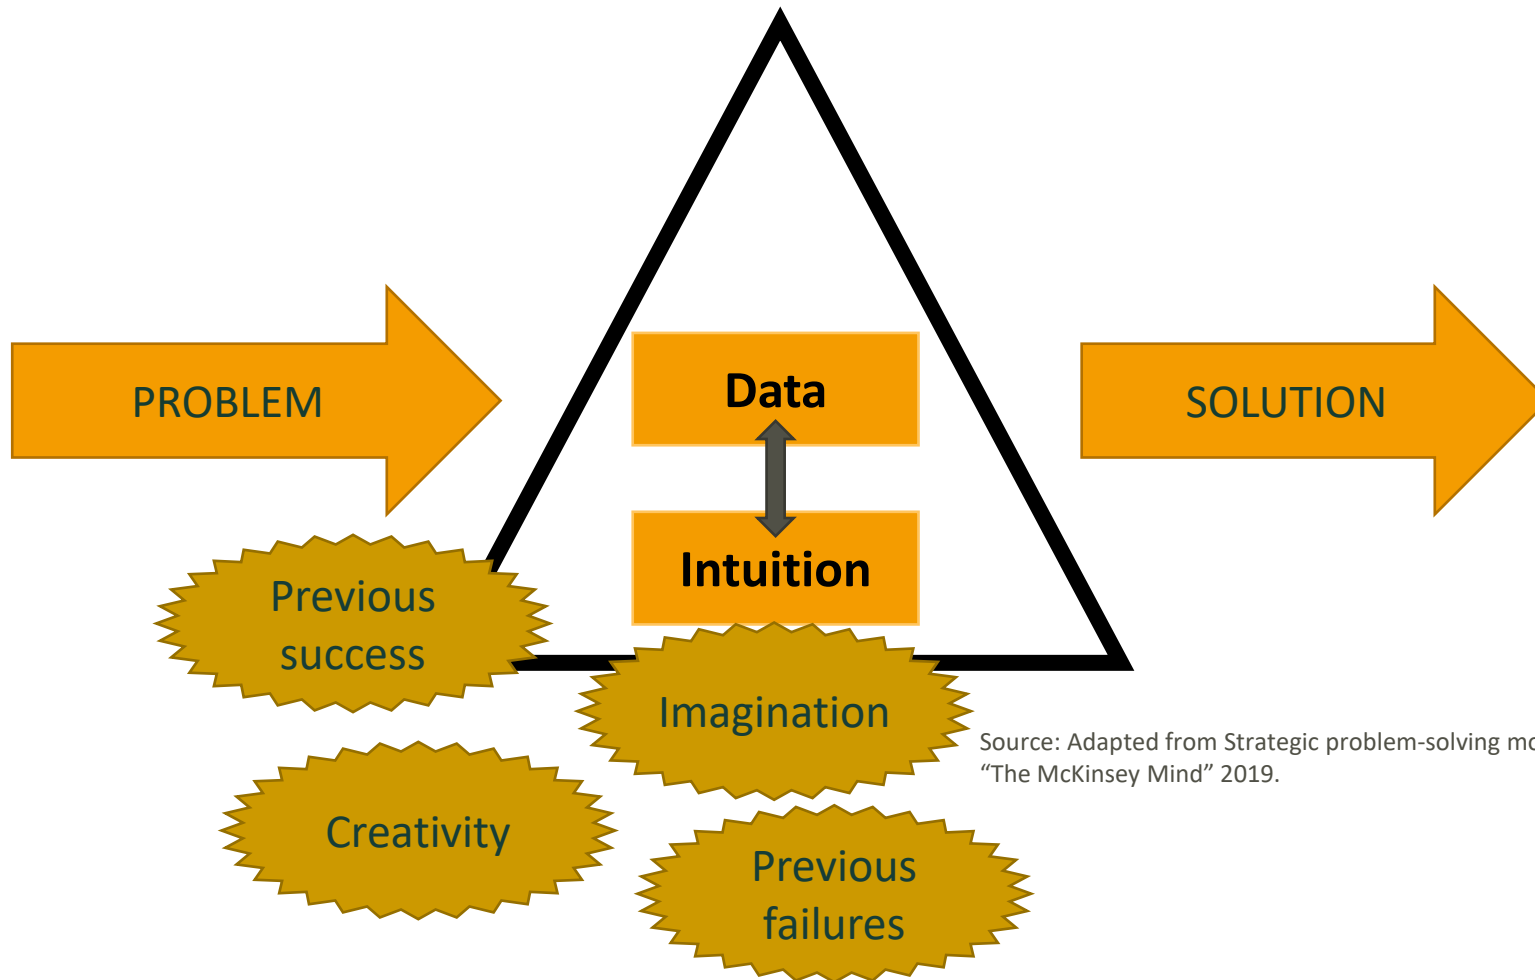 PROBLEM
Data
SOLUTION
Intuition
Previous
success
Imagination
Source: Adapted from Strategic problem-solving
“The McKinsey Mind” 2019.
Creativity
Previous
failures